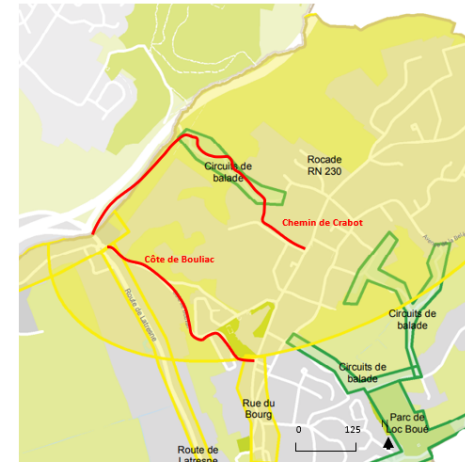 Circuits de
balade
Rocade
RN 230
Chemin de Crabot
Côte de Bouliac
Route de Latresne
Circuits de
balade
Circuits de
balade
Rue du
Bourg
Parc de
Loc Boué
N
0 125
Route de
Latresne